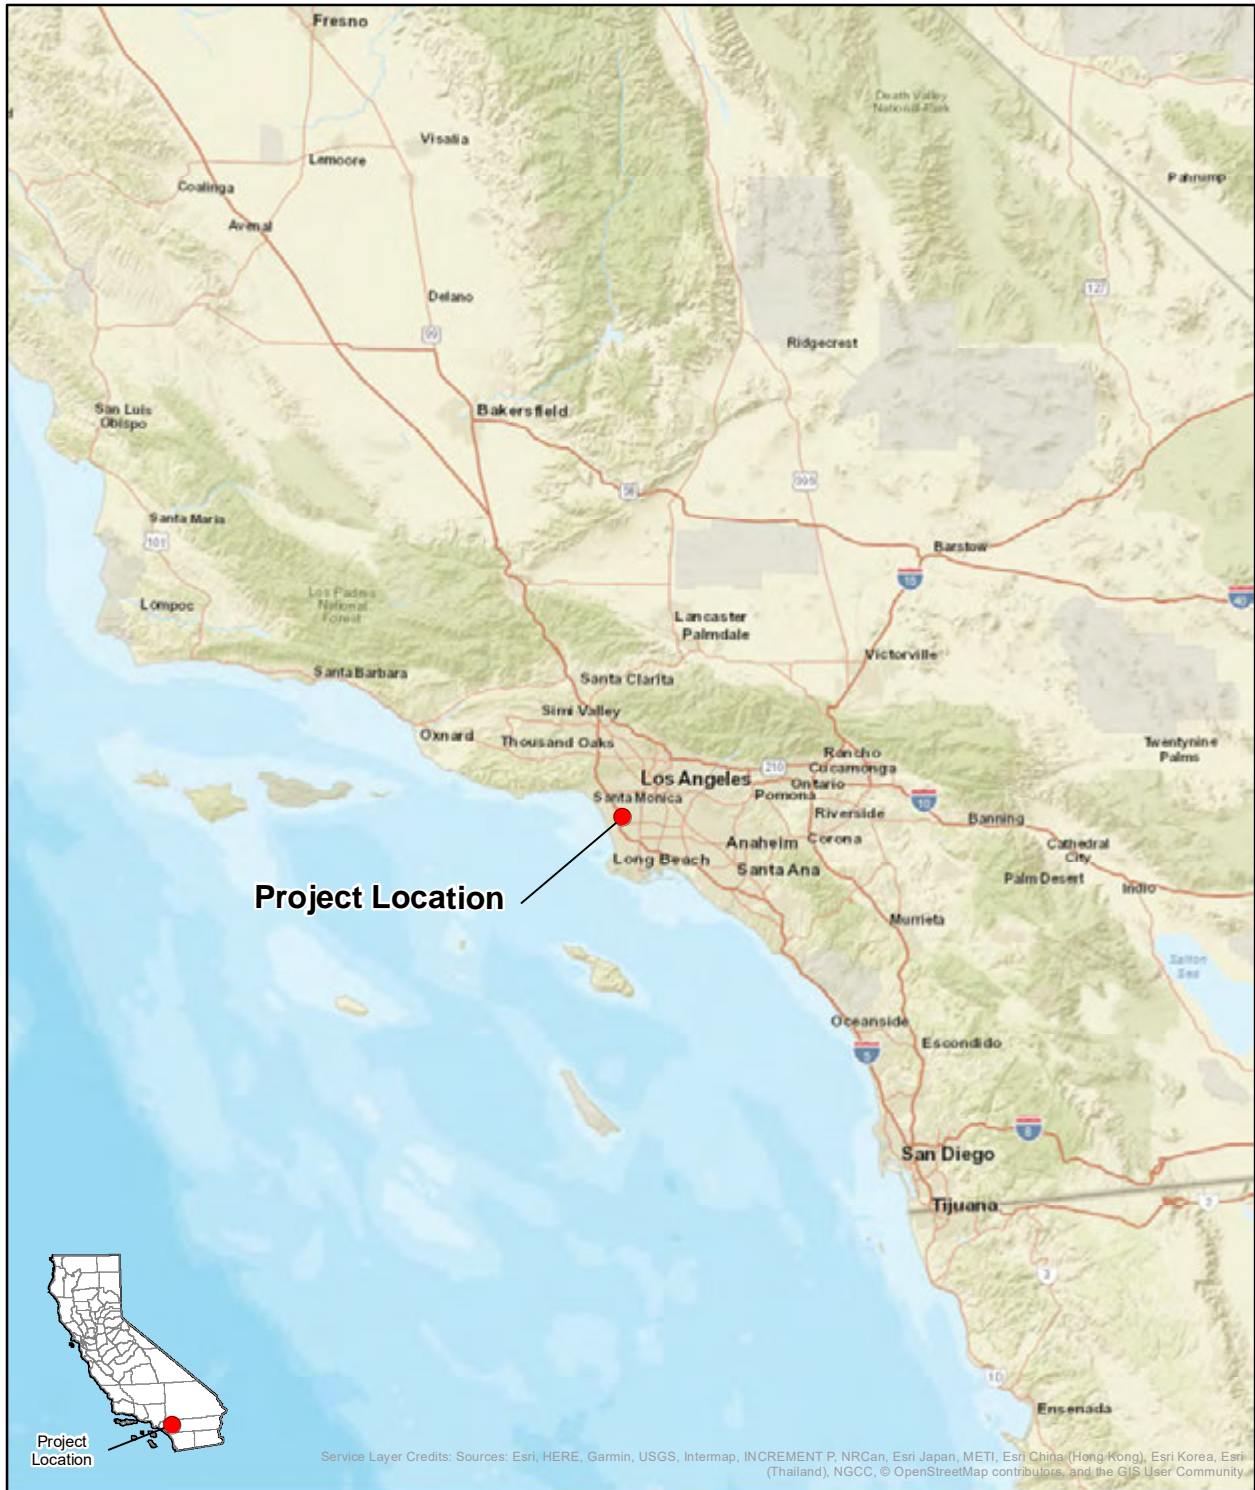 Fresno
Death Valley
National Park
Visalia
Lemoore
Pahrump
Coalinga
Avenal
127
Delano
99
Ridgecrest
San Luis
Obispo
Bakersfield
395
58
Santa Maria
101
Barstow
15
40
Los Padres
National
Forest
Lompoc
Lancaster
Palmdale
Victorville
Santa Barbara
Santa Clarita
Simi Valley
Oxnard
Thousand Oaks
Twentynine
Palms
Rancho
Cucamonga
210
Los Angeles
Ontario
Pomona
Santa Monica
10
Riverside
Banning
Anaheim
Corona
Cathedral
City
Long Beach
Santa Ana
Palm Desert
Indio
Project Location
Murrieta
Salton
Sea
Oceanside
Escondido
5
8
San Diego
Tijuana
2
3
1D
Ensenada
Project
Location
Service Layer Credits: Sources: Esri, HERE, Garmin, USGS, Intermap, INCREMENT P, NRCan, Esri Japan, METI, Esri China (Hong Kong), Esri Korea, Esri
(Thailand), NGCC, © OpenStreetMap contributors, and the GIS User Community